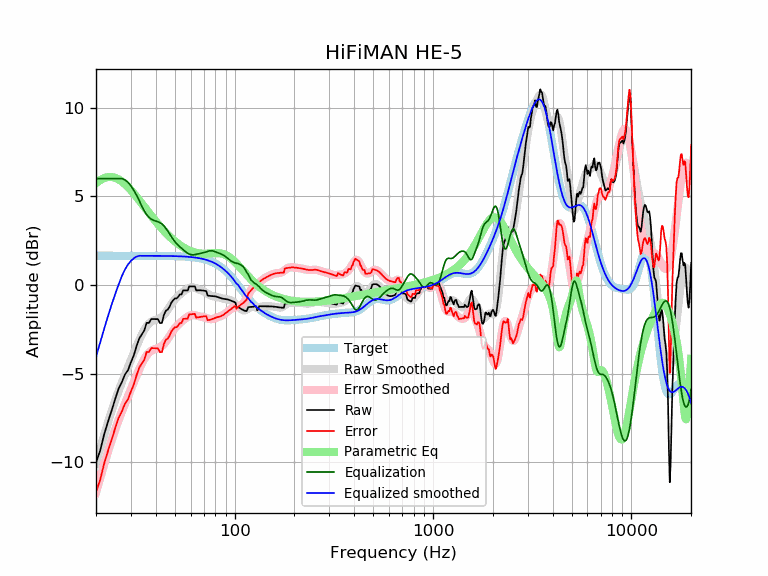 HiFiMAN HE-5
Amplitude (dBr)
10
5
0
−5
−10
Target
Raw Smoothed
Error Smoothed
Raw
Error
Parametric Eq
Equalization
Equalized smoothed
100
1000
10000
Frequency (Hz)